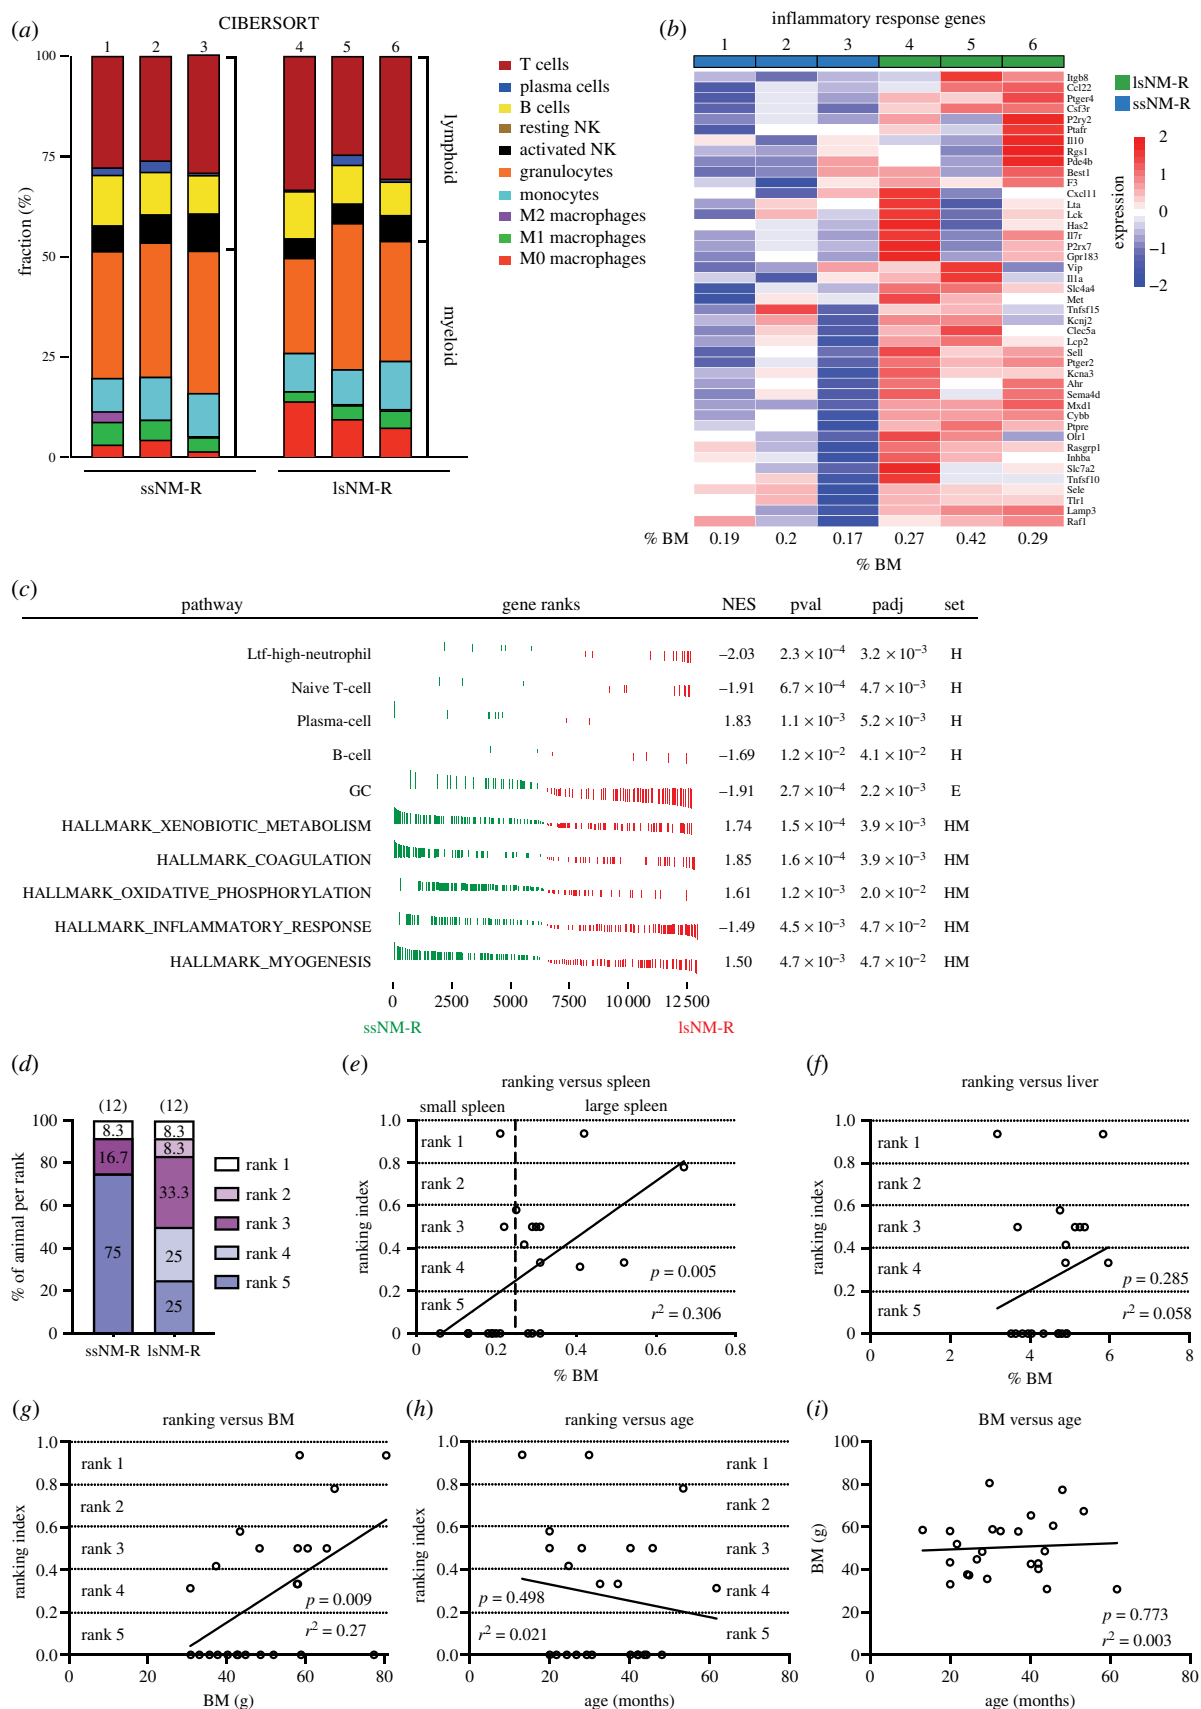 (a)
CIBERSORT
1 2 3 4 5 6
100
75
50
25
0
fraction (%)
lymphoid
myeloid
ssNM-R
lsNM-R
T cells
plasma cells
B cells
resting NK
activated NK
granulocytes
monocytes
M2 macrophages
M1 macrophages
M0 macrophages
(b)
inflammatory response genes
1 2 3 4 5 6
Itgb8
Ccl22
Ptger4
Csf3r
P2ry2
Ptafr
Il10
Rgs1
Pde4b
Best1
F3
Cxcl11
Lta
Lck
Has2
Il7r
P2rx7
Gpr183
Vip
Il1a
Slc4a4
Met
Tnfsf15
Kcnj2
Clec5a
Lcp2
Sell
Ptger2
Kcna3
Ahr
Sema4d
Mxd1
Cybb
Ptpre
Olr1
Rasgrp1
Inhba
Slc7a2
Tnfsf10
Sele
Tlr1
Lamp3
Raf1
% BM 0.19 0.2 0.17 0.27 0.42 0.29
% BM
lsNM-R
ssNM-R
expression
2
1
0
−1
−2
(c)
pathway gene ranks NES pval padj set
Ltf-high-neutrophil −2.03 2.3 × 10⁻⁴ 3.2 × 10⁻³ H
Naive T-cell −1.91 6.7 × 10⁻⁴ 4.7 × 10⁻³ H
Plasma-cell 1.83 1.1 × 10⁻³ 5.2 × 10⁻³ H
B-cell −1.69 1.2 × 10⁻² 4.1 × 10⁻² H
GC −1.91 2.7 × 10⁻⁴ 2.2 × 10⁻³ E
HALLMARK_XENOBIOTIC_METABOLISM 1.74 1.5 × 10⁻⁴ 3.9 × 10⁻³ HM
HALLMARK_COAGULATION 1.85 1.6 × 10⁻⁴ 3.9 × 10⁻³ HM
HALLMARK_OXIDATIVE_PHOSPHORYLATION 1.61 1.2 × 10⁻³ 2.0 × 10⁻² HM
HALLMARK_INFLAMMATORY_RESPONSE −1.49 4.5 × 10⁻³ 4.7 × 10⁻² HM
HALLMARK_MYOGENESIS 1.50 4.7 × 10⁻³ 4.7 × 10⁻² HM
0 2500 5000 7500 10 000 12 500
ssNM-R lsNM-R
(d)
(12) (12)
100
80
60
40
20
0
% of animal per rank
8.3
16.7
75
8.3
8.3
33.3
25
25
ssNM-R lsNM-R
rank 1
rank 2
rank 3
rank 4
rank 5
(e)
ranking versus spleen
small spleen large spleen
1.0
0.8
0.6
0.4
0.2
0
ranking index
rank 1
rank 2
rank 3
rank 4
rank 5
p = 0.005
r² = 0.306
0 0.2 0.4 0.6 0.8
% BM
(f)
ranking versus liver
1.0
0.8
0.6
0.4
0.2
0
ranking index
rank 1
rank 2
rank 3
rank 4
rank 5
p = 0.285
r² = 0.058
0 2 4 6 8
% BM
(g)
ranking versus BM
1.0
0.8
0.6
0.4
0.2
0.0
ranking index
rank 1
rank 2
rank 3
rank 4
rank 5
p = 0.009
r² = 0.27
0 20 40 60 80
BM (g)
(h)
ranking versus age
1.0
0.8
0.6
0.4
0.2
0.0
ranking index
rank 1
rank 2
rank 3
rank 4
rank 5
p = 0.498
r² = 0.021
0 20 40 60 80
age (months)
(i)
BM versus age
100
80
60
40
20
0
BM (g)
p = 0.773
r² = 0.003
0 20 40 60 80
age (months)